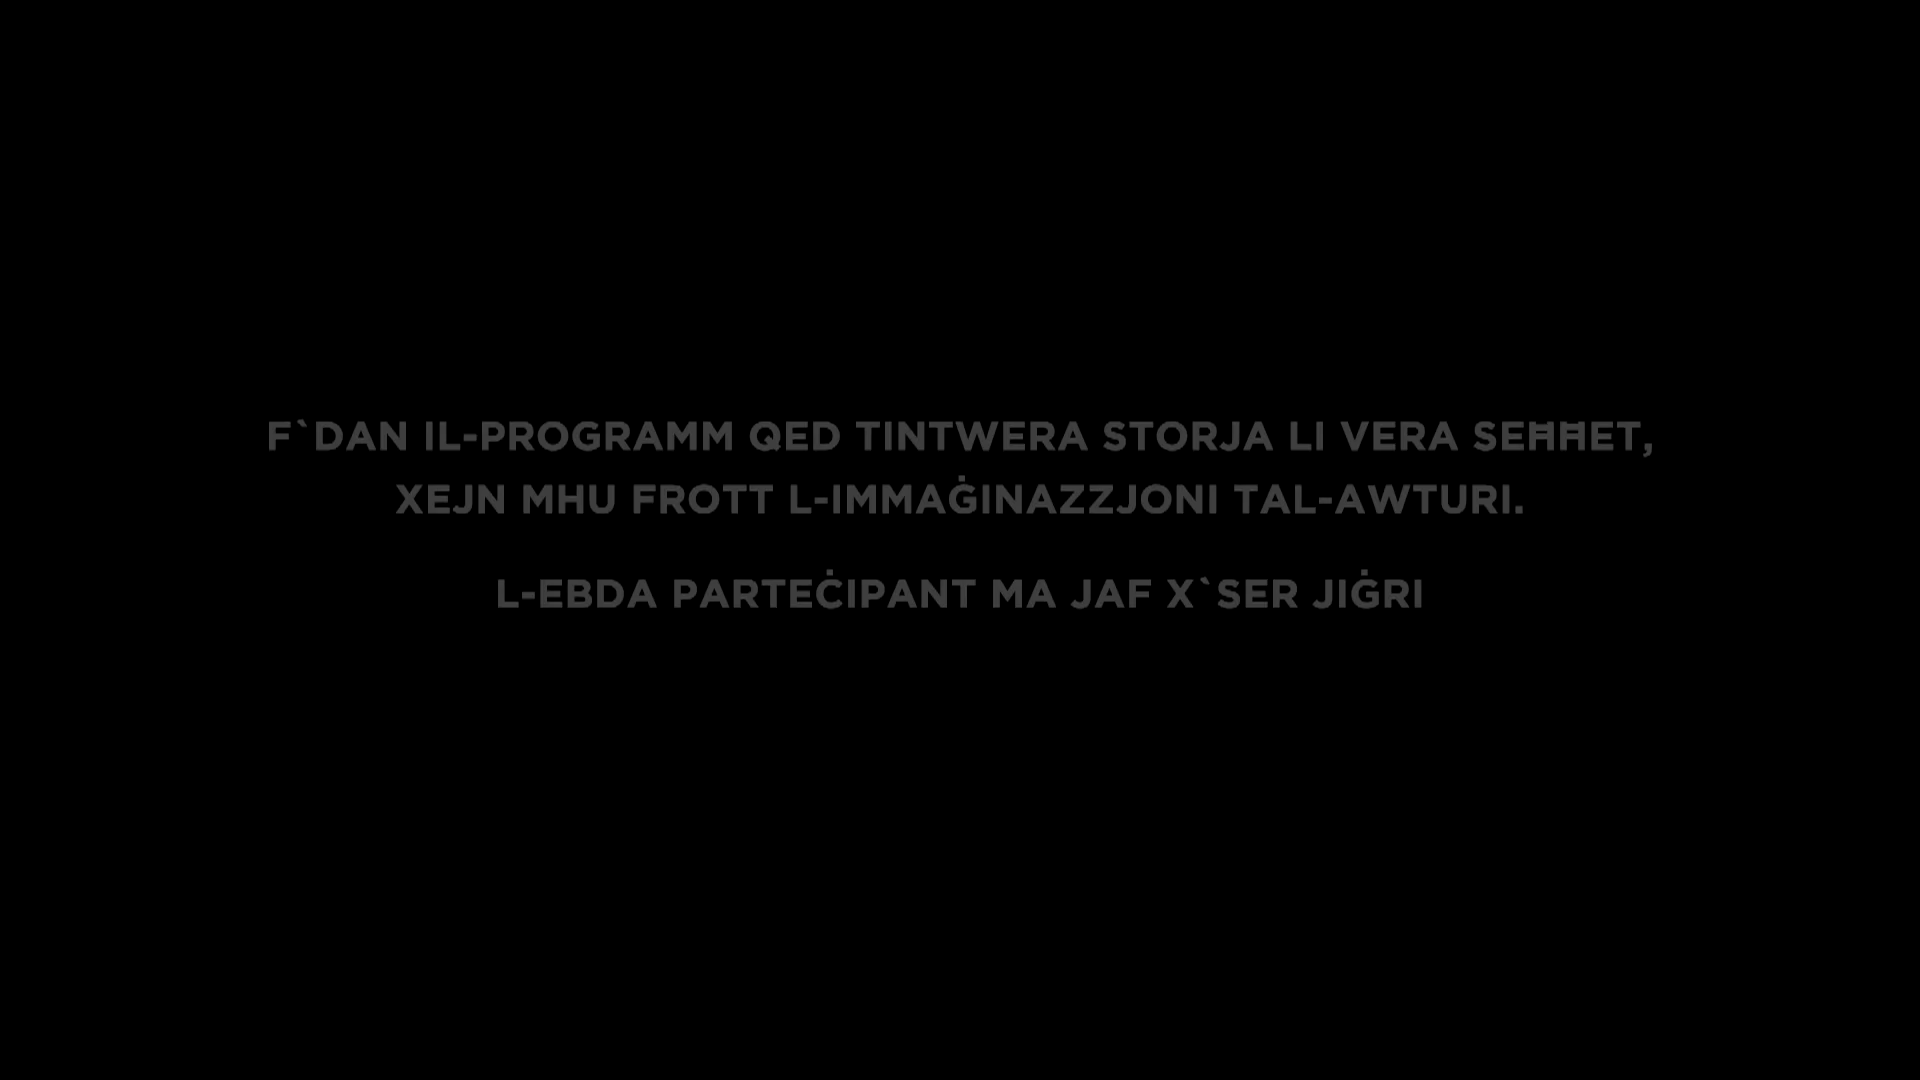 F`DAN IL-PROGRAMM QED TINTWERA STORJA LI VERA SEĦĦET,
XEJN MHU FROTT L-IMMAĠINAZZJONI TAL-AWTURI.
L-EBDA PARTEĊIPANT MA JAF X`SER JIĠRI